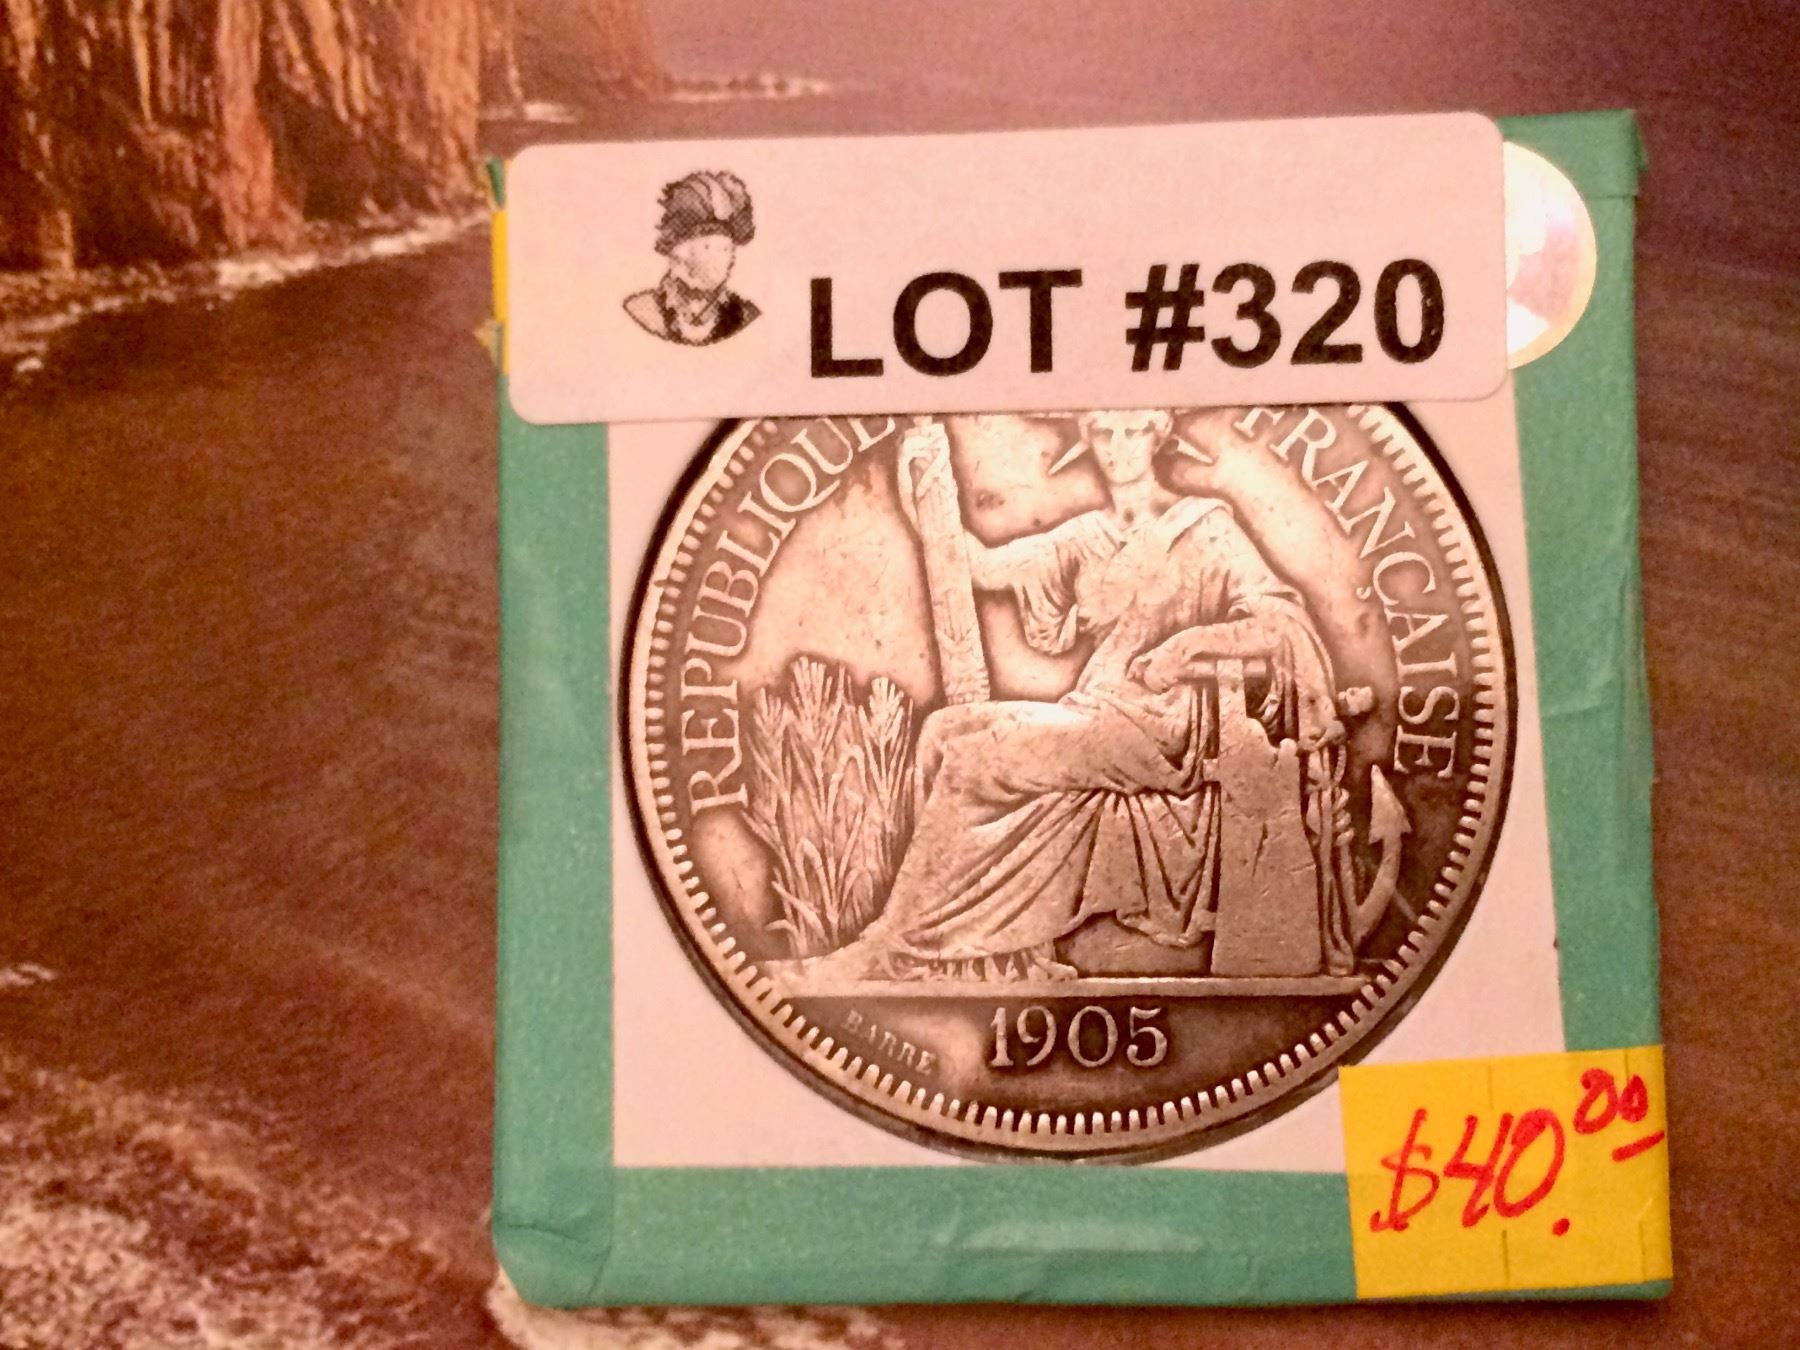 LOT #320
REPUBLIQUE FRANÇAISE
BARRE
1905
$40.00